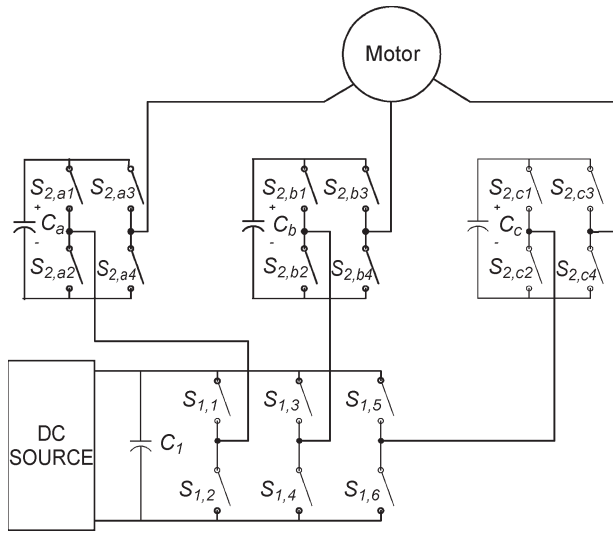 Motor
S2,a1 S2,a3
+
Ca
-
S2,a2 S2,a4
S2,b1 S2,b3
+
Cb
-
S2,b2 S2,b4
S2,c1 S2,c3
+
Cc
-
S2,c2 S2,c4
DC
SOURCE
C1
S1,1 S1,3 S1,5
S1,2 S1,4 S1,6